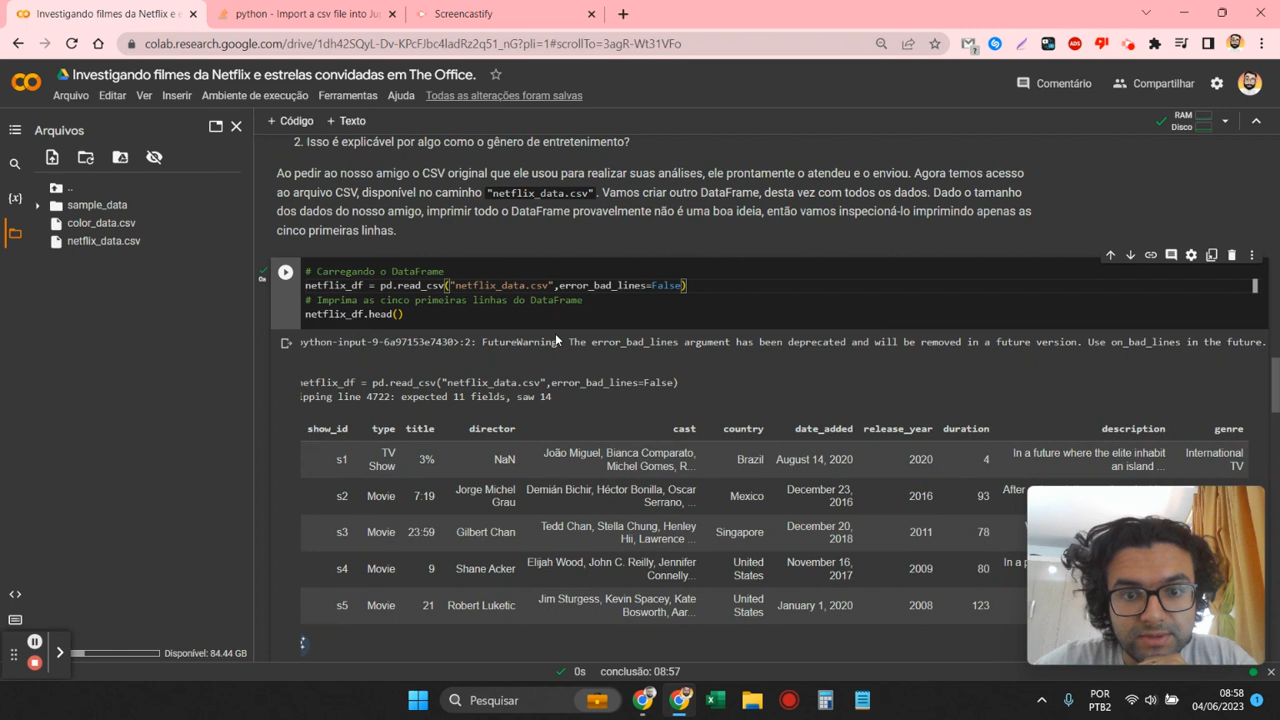 Investigando filmes da Netflix e e
python - Import a csv file into Jup
Screencastify
colab.research.google.com/drive/1dh42SQyL-Dv-KPcFJbc4ladRz2r51_nG?pli=1#scrollTo=3agR-Wt31VFo
Investigando filmes da Netflix e estrelas convidadas em The Office.
Comentário
Compartilhar
Arquivo Editar Ver Inserir Ambiente de execução Ferramentas Ajuda Todas as alterações foram salvas
Arquivos
+ Código + Texto
RAM
Disco
..
sample_data
color_data.csv
netflix_data.csv
2. Isso é explicável por algo como o gênero de entretenimento?
Ao pedir ao nosso amigo o CSV original que ele usou para realizar suas análises, ele prontamente o atendeu e o enviou. Agora temos acesso
ao arquivo CSV, disponível no caminho "netflix_data.csv". Vamos criar outro DataFrame, desta vez com todos os dados. Dado o tamanho
dos dados do nosso amigo, imprimir todo o DataFrame provavelmente não é uma boa ideia, então vamos inspecioná-lo imprimindo apenas as
cinco primeiras linhas.
0s
# Carregando o DataFrame
netflix_df = pd.read_csv("netflix_data.csv",error_bad_lines=False)
# Imprima as cinco primeiras linhas do DataFrame
netflix_df.head()
python-input-9-6a97153e7430>:2: FutureWarning: The error_bad_lines argument has been deprecated and will be removed in a future version. Use on_bad_lines in the future.
netflix_df = pd.read_csv("netflix_data.csv",error_bad_lines=False)
ipping line 4722: expected 11 fields, saw 14
show_id type title director cast country date_added release_year duration description genre
s1 TV Show 3% NaN João Miguel, Bianca Comparato, Michel Gomes, R... Brazil August 14, 2020 2020 4 In a future where the elite inhabit an island ... International TV
s2 Movie 7:19 Jorge Michel Grau Demián Bichir, Héctor Bonilla, Oscar Serrano, ... Mexico December 23, 2016 2016 93 After
s3 Movie 23:59 Gilbert Chan Tedd Chan, Stella Chung, Henley Hii, Lawrence ... Singapore December 20, 2018 2011 78
s4 Movie 9 Shane Acker Elijah Wood, John C. Reilly, Jennifer Connelly... United States November 16, 2017 2009 80 In a
s5 Movie 21 Robert Luketic Jim Sturgess, Kevin Spacey, Kate Bosworth, Aar... United States January 1, 2020 2008 123
Disponível: 84.44 GB
0s conclusão: 08:57
Pesquisar
POR
PTB2
08:58
04/06/2023